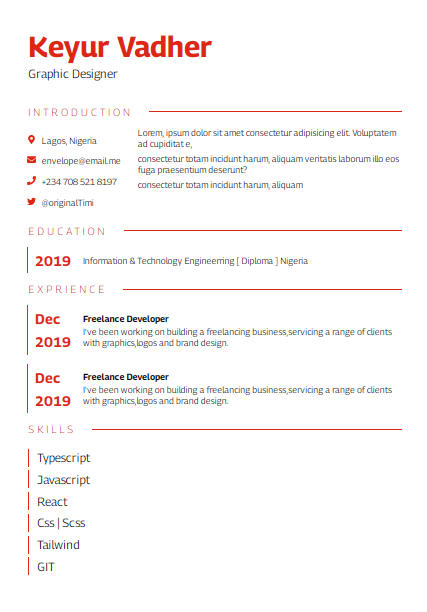 Keyur Vadher
Graphic Designer
INTRODUCTION
Lagos, Nigeria
envelope@email.me
+234 708 521 8197
@originalTimi
Lorem, ipsum dolor sit amet consectetur adipisicing elit. Voluptatem
ad cupiditat e,
consectetur totam incidunt harum, aliquam veritatis laborum illo eos
fuga praesentium deserunt?
consectetur totam incidunt harum, aliquam
EDUCATION
2019 Information & Technology Engineerring [ Diploma ] Nigeria
EXPRIENCE
Dec
2019
Freelance Developer
I've been working on building a freelancing business,servicing a range of clients
with graphics,logos and brand design.
Dec
2019
Freelance Developer
I've been working on building a freelancing business,servicing a range of clients
with graphics,logos and brand design.
SKILLS
Typescript
Javascript
React
Css | Scss
Tailwind
GIT